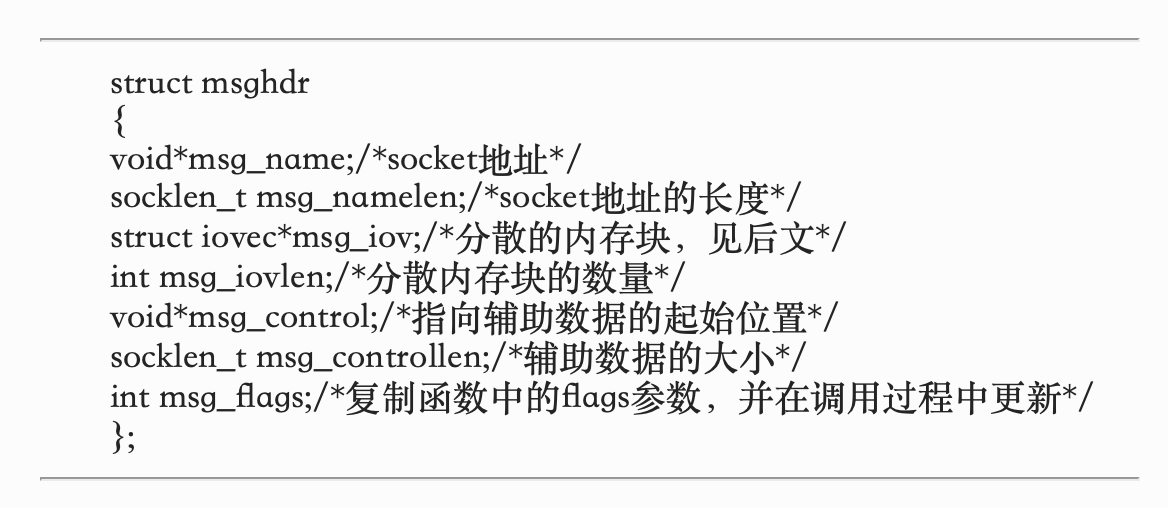 struct msghdr
{
void*msg_name;/*socket地址*/
socklen_t msg_namelen;/*socket地址的长度*/
struct iovec*msg_iov;/*分散的内存块，见后文*/
int msg_iovlen;/*分散内存块的数量*/
void*msg_control;/*指向辅助数据的起始位置*/
socklen_t msg_controllen;/*辅助数据的大小*/
int msg_flags;/*复制函数中的flags参数，并在调用过程中更新*/
};